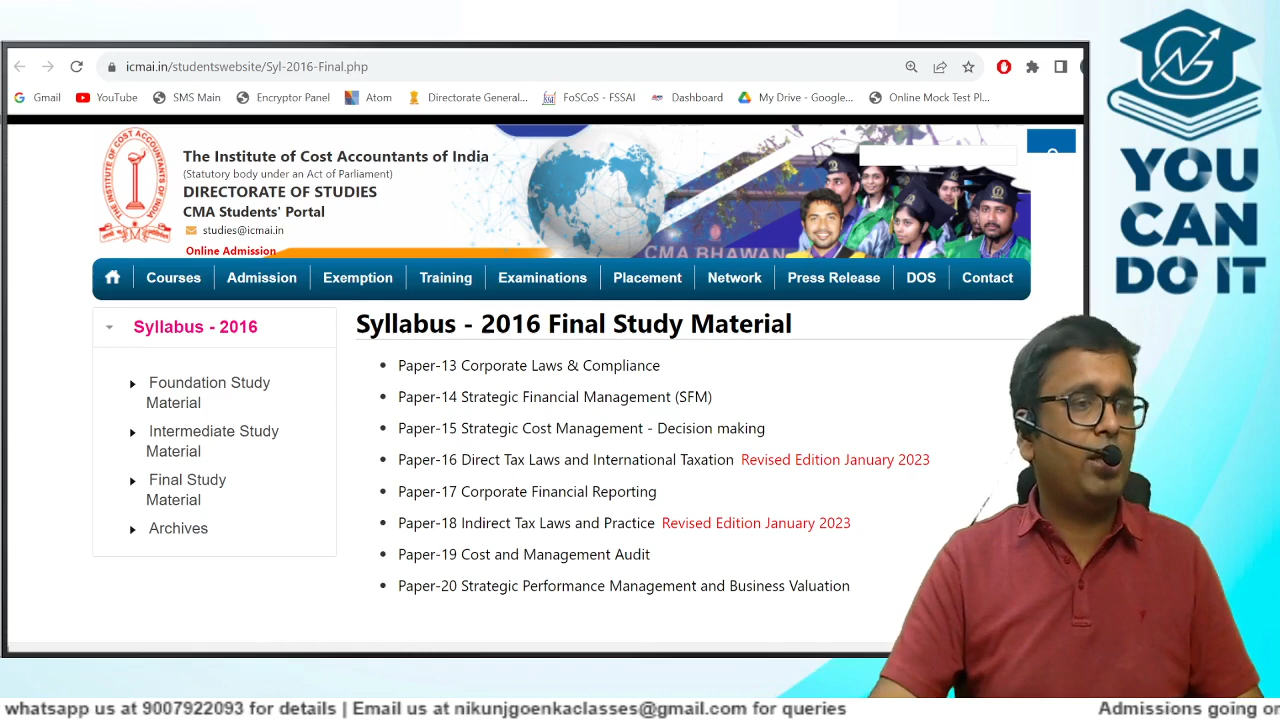 icmai.in/studentswebsite/Syl-2016-Final.php
Gmail
YouTube
SMS Main
Encryptor Panel
Atom
Directorate General...
FoSCoS - FSSAI
Dashboard
My Drive - Google...
Online Mock Test Pl...
THE INSTITUTE OF COST ACCOUNTANTS OF INDIA
The Institute of Cost Accountants of India
(Statutory body under an Act of Parliament)
DIRECTORATE OF STUDIES
CMA Students' Portal
studies@icmai.in
Online Admission
CMA BHAWAN
Courses
Admission
Exemption
Training
Examinations
Placement
Network
Press Release
DOS
Contact
Syllabus - 2016
Foundation Study
Material
Intermediate Study
Material
Final Study
Material
Archives
Syllabus - 2016 Final Study Material
Paper-13 Corporate Laws & Compliance
Paper-14 Strategic Financial Management (SFM)
Paper-15 Strategic Cost Management - Decision making
Paper-16 Direct Tax Laws and International Taxation Revised Edition January 2023
Paper-17 Corporate Financial Reporting
Paper-18 Indirect Tax Laws and Practice Revised Edition January 2023
Paper-19 Cost and Management Audit
Paper-20 Strategic Performance Management and Business Valuation
YOU
CAN
DO IT
whatsapp us at 9007922093 for details | Email us at nikunjgoenkaclasses@gmail.com for queries
Admissions going or